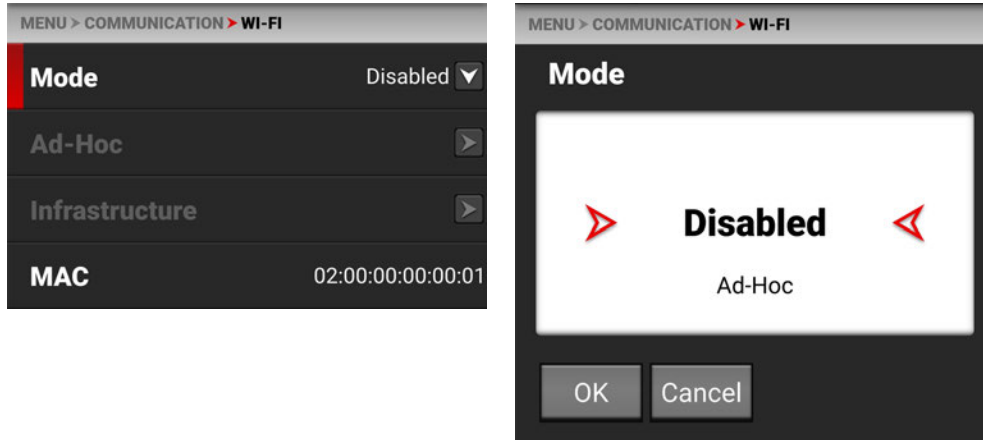 MENU > COMMUNICATION > WI-FI
Mode Disabled
Ad-Hoc
Infrastructure
MAC 02:00:00:00:00:01
MENU > COMMUNICATION > WI-FI
Mode
Disabled
Ad-Hoc
OK Cancel